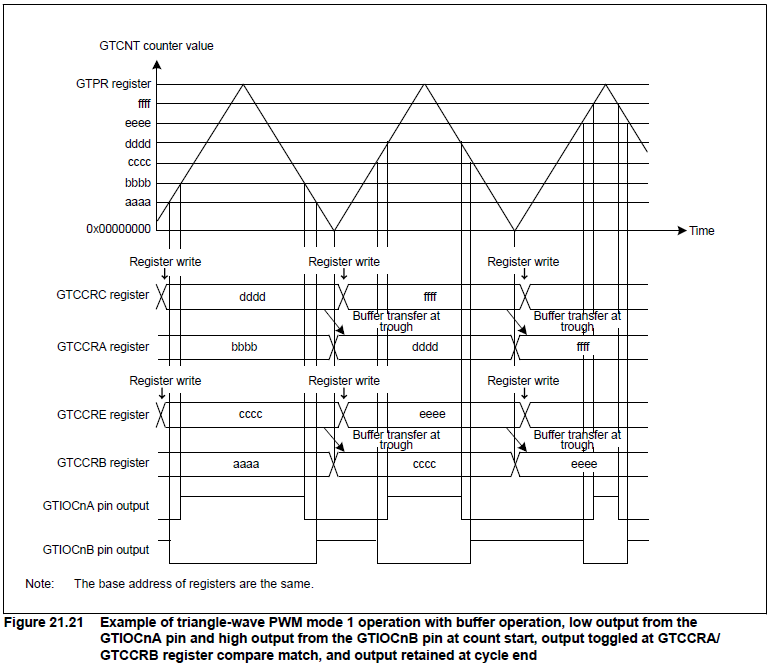 GTCNT counter value
GTPR register
ffff
eeee
dddd
cccc
bbbb
aaaa
0x00000000
Time
Register write Register write Register write
GTCCRC register dddd ffff
Buffer transfer at trough Buffer transfer at trough
GTCCRA register bbbb dddd ffff
Register write Register write Register write
GTCCRE register cccc eeee
Buffer transfer at trough Buffer transfer at trough
GTCCRB register aaaa cccc eeee
GTIOCnA pin output
GTIOCnB pin output
Note: The base address of registers are the same.
Figure 21.21 Example of triangle-wave PWM mode 1 operation with buffer operation, low output from the
GTIOCnA pin and high output from the GTIOCnB pin at count start, output toggled at GTCCRA/
GTCCRB register compare match, and output retained at cycle end